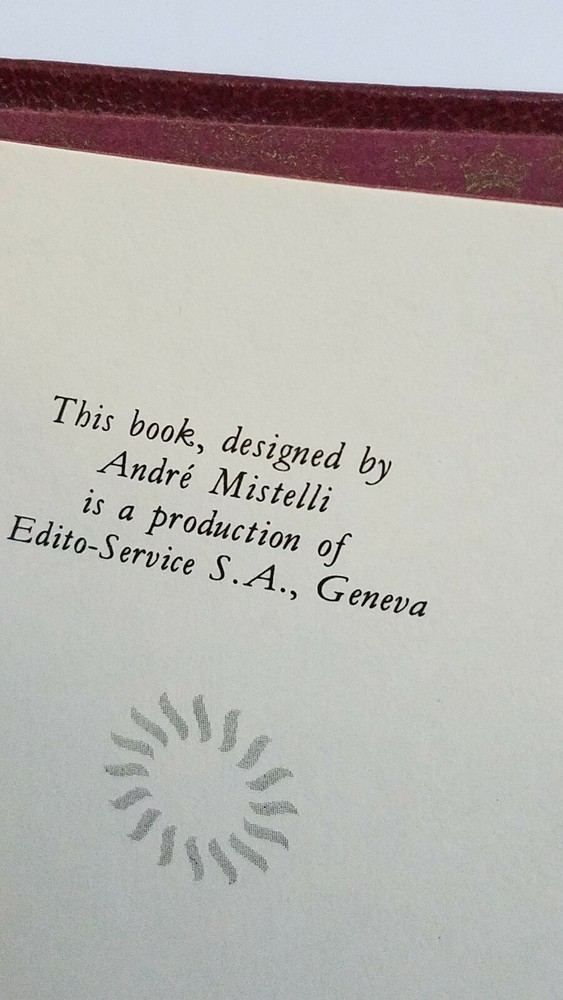 This book, designed by
André Mistelli
is a production of
Edito-Service S.A., Geneva